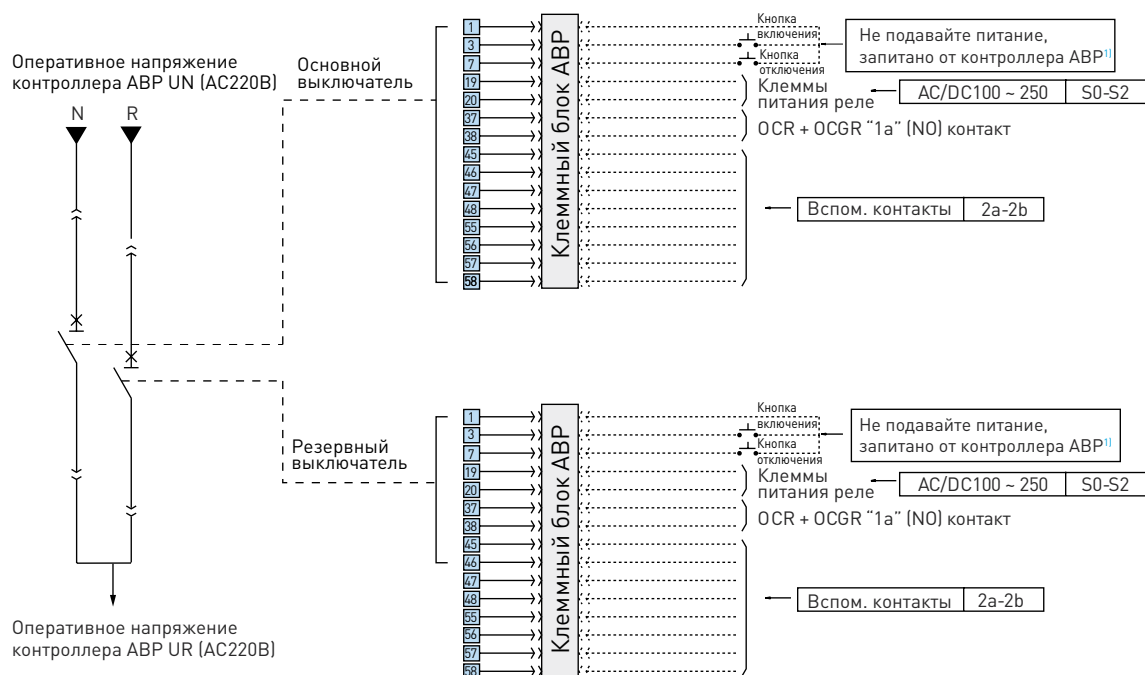 Оперативное напряжение
контроллера АВР UN (AC220В)
N
R
Основной
выключатель
1
3
7
19
20
37
38
45
46
47
48
55
56
57
58
Клеммный блок АВР
Кнопка
включения
Кнопка
отключения
Не подавайте питание,
запитано от контроллера АВР1)
Клеммы
питания реле
AC/DC100 ~ 250
S0-S2
OCR + OCGR “1a” (NO) контакт
Вспом. контакты
2a-2b
Резервный
выключатель
1
3
7
19
20
37
38
45
46
47
48
55
56
57
58
Клеммный блок АВР
Кнопка
включения
Кнопка
отключения
Не подавайте питание,
запитано от контроллера АВР1)
Клеммы
питания реле
AC/DC100 ~ 250
S0-S2
OCR + OCGR “1a” (NO) контакт
Вспом. контакты
2a-2b
Оперативное напряжение
контроллера АВР UR (AC220В)